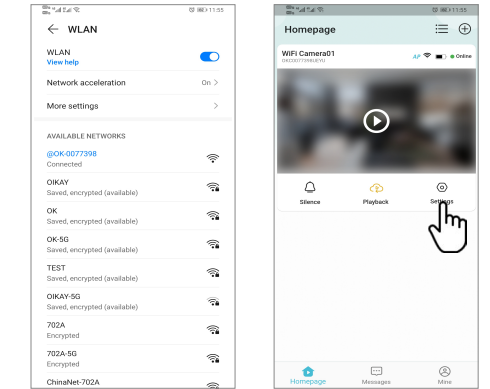 11:55
WLAN
WLAN
View help
Network acceleration
On >
More settings
AVAILABLE NETWORKS
@OK-0077398
Connected
OIKAY
Saved, encrypted (available)
OK
Saved, encrypted (available)
OK-5G
Saved, encrypted (available)
TEST
Saved, encrypted (available)
OIKAY-5G
Saved, encrypted (available)
702A
Encrypted
702A-5G
Encrypted
ChinaNet-702A
11:55
Homepage
WIFI Camera01
AP
Online
Silence
Playback
Settings
Homepage
Messages
Mine